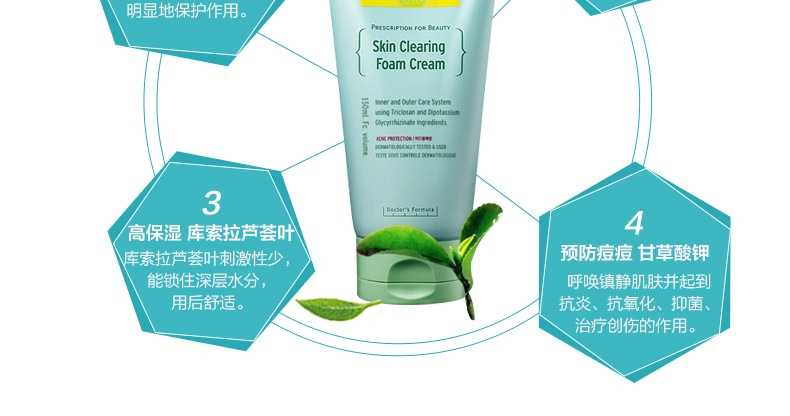 明显地保护作用。
PRESCRIPTION FOR BEAUTY
Skin Clearing
Foam Cream
Inner and Outer Care System
using Triclosan and Dipotassium
Glycyrrhizinate Ingredients
150ml. Fc. volume.
ACNE PROTECTION /
DERMATOLOGICALLY TESTED & USED
TESTE SOUS CONTROLE DERMATOLOGIQUE
Doctor's Formula
3
高保湿 库索拉芦荟叶
库索拉芦荟叶刺激性少，
能锁住深层水分，
用后舒适。
4
预防痘痘 甘草酸钾
呼唤镇静肌肤并起到
抗炎、抗氧化、抑菌、
治疗创伤的作用。